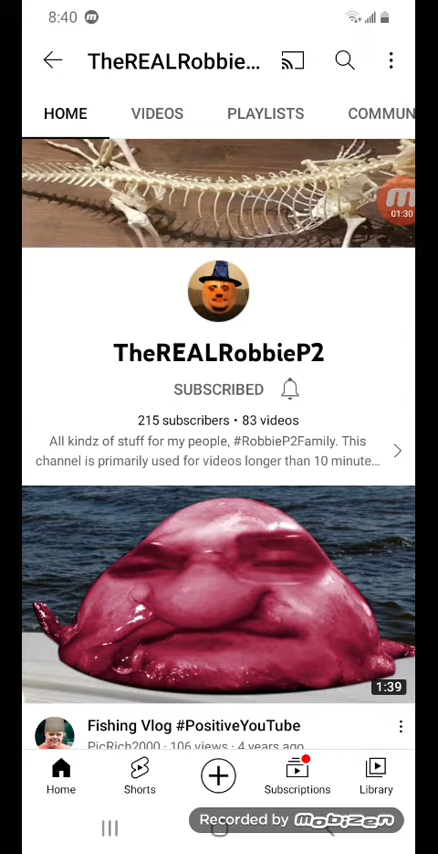 8:40
TheREALRobbie...
HOME VIDEOS PLAYLISTS COMMUN
01:30
TheREALRobbieP2
SUBSCRIBED
215 subscribers • 83 videos
All kindz of stuff for my people, #RobbieP2Family. This
channel is primarily used for videos longer than 10 minute...
1:39
Fishing Vlog #PositiveYouTube
PicRich2000 · 106 views · 4 years ago
Home Shorts Subscriptions Library
Recorded by mobizen